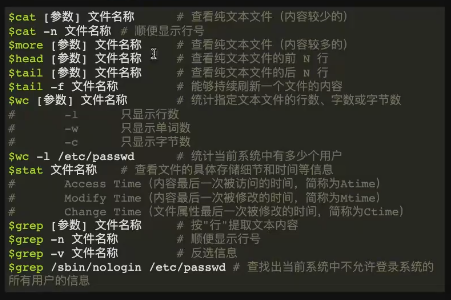 $cat [参数] 文件名称 # 查看纯文本文件（内容较少的）
$cat -n 文件名称 # 顺便显示行号
$more [参数] 文件名称 # 查看纯文本文件（内容较多的）
$head [参数] 文件名称 # 查看纯文本文件的前 N 行
$tail [参数] 文件名称 # 查看纯文本文件的后 N 行
$tail -f 文件名称 # 能够持续刷新一个文件的内容
$wc [参数] 文件名称 # 统计指定文本文件的行数、字数或字节数
# -l 只显示行数
# -w 只显示单词数
# -c 只显示字节数
$wc -l /etc/passwd # 统计当前系统中有多少个用户
$stat 文件名称 # 查看文件的具体存储细节和时间等信息
# Access Time（内容最后一次被访问的时间，简称为Atime）
# Modify Time（内容最后一次被修改的时间，简称为Mtime）
# Change Time（文件属性最后一次被修改的时间，简称为Ctime）
$grep [参数] 文件名称 # 按"行"提取文本内容
$grep -n 文件名称 # 顺便显示行号
$grep -v 文件名称 # 反选信息
$grep /sbin/nologin /etc/passwd # 查找出当前系统中不允许登录系统的
所有用户的信息